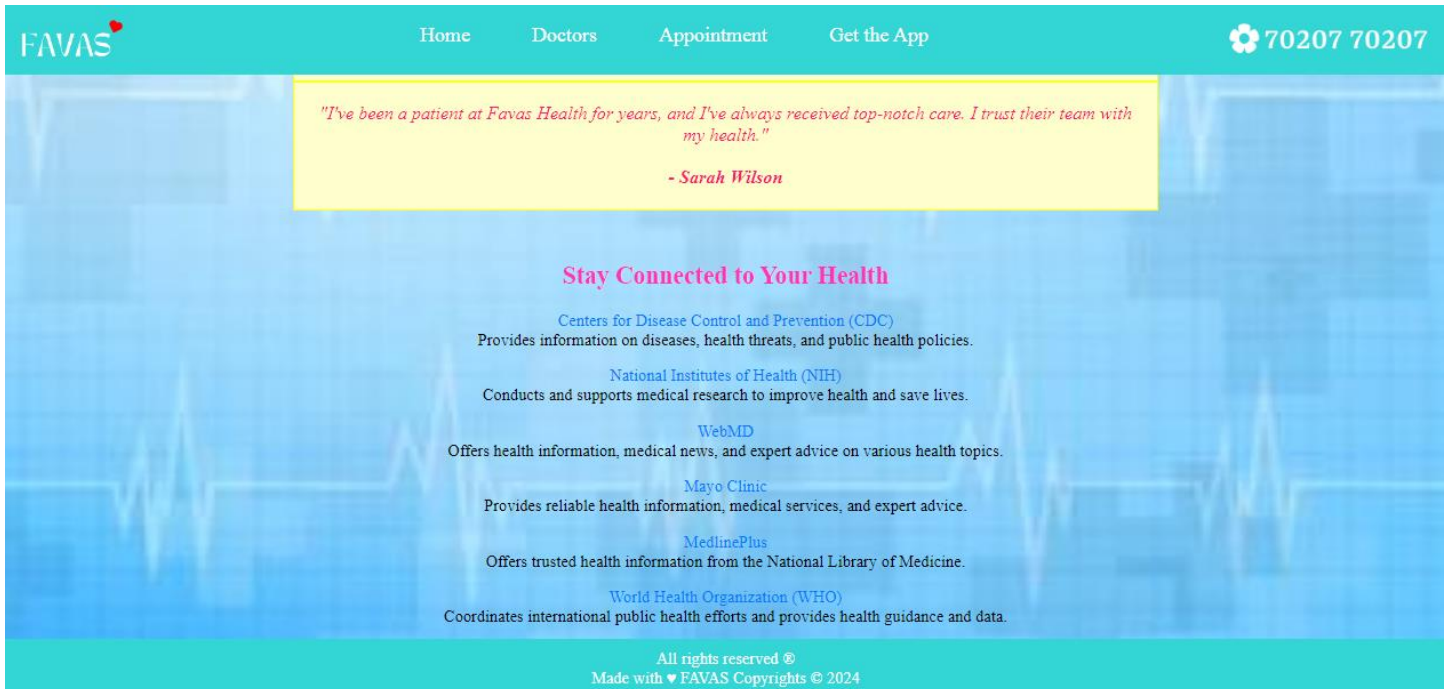 FAVAS
Home
Doctors
Appointment
Get the App
70207 70207
"I've been a patient at Favas Health for years, and I've always received top-notch care. I trust their team with
my health."
- Sarah Wilson
Stay Connected to Your Health
Centers for Disease Control and Prevention (CDC)
Provides information on diseases, health threats, and public health policies.
National Institutes of Health (NIH)
Conducts and supports medical research to improve health and save lives.
WebMD
Offers health information, medical news, and expert advice on various health topics.
Mayo Clinic
Provides reliable health information, medical services, and expert advice.
MedlinePlus
Offers trusted health information from the National Library of Medicine.
World Health Organization (WHO)
Coordinates international public health efforts and provides health guidance and data.
All rights reserved ®
Made with ♥ FAVAS Copyrights © 2024